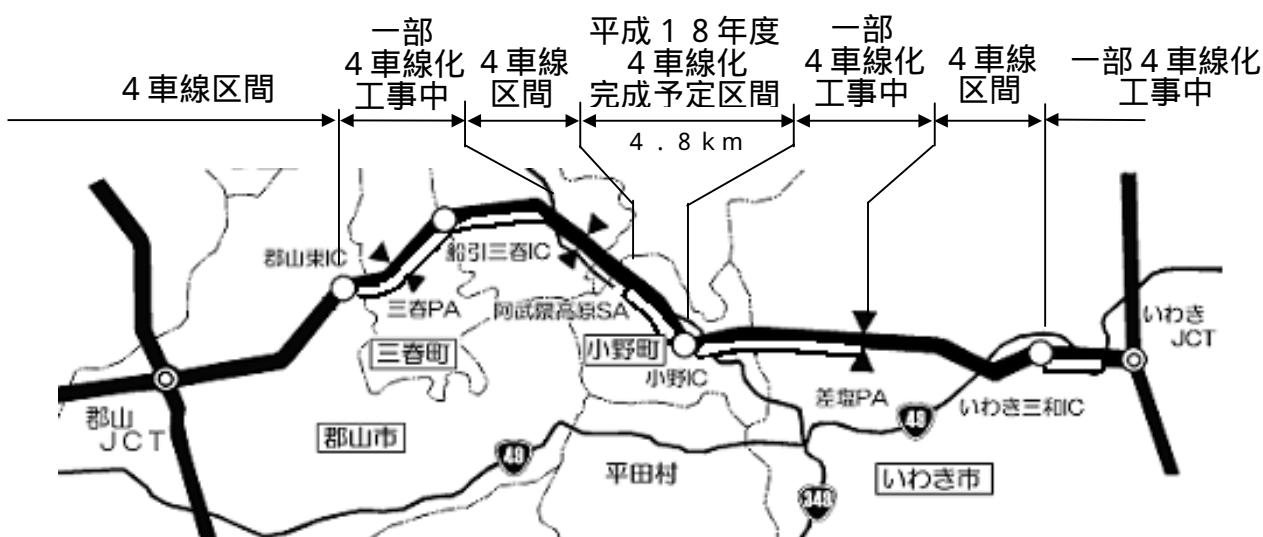 ４車線区間
一部
４車線化
工事中
４車線
区間
平成１８年度
４車線化
完成予定区間
４．８ｋｍ
一部
４車線化
工事中
４車線
区間
一部４車線化
工事中
郡山東IC
船引三春IC
三春PA
阿武隈高原SA
三春町
小野町
小野IC
いわき
JCT
差塩PA
いわき三和IC
郡山
ＪＣＴ
郡山市
49
49
平田村
いわき市
349